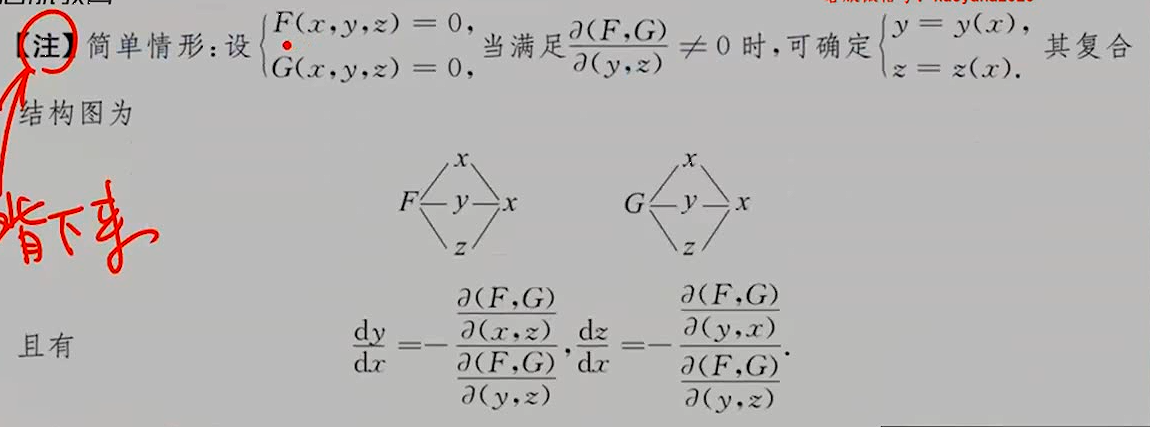 【注】简单情形:设 { F(x,y,z) = 0, G(x,y,z) = 0, 当满足 ∂(F,G)/∂(y,z) ≠ 0 时,可确定 { y = y(x), z = z(x). 其复合
结构图为
背下来
x x
F y x G y x
z z
且有 dy/dx = − (∂(F,G)/∂(x,z)) / (∂(F,G)/∂(y,z)), dz/dx = − (∂(F,G)/∂(y,x)) / (∂(F,G)/∂(y,z)).